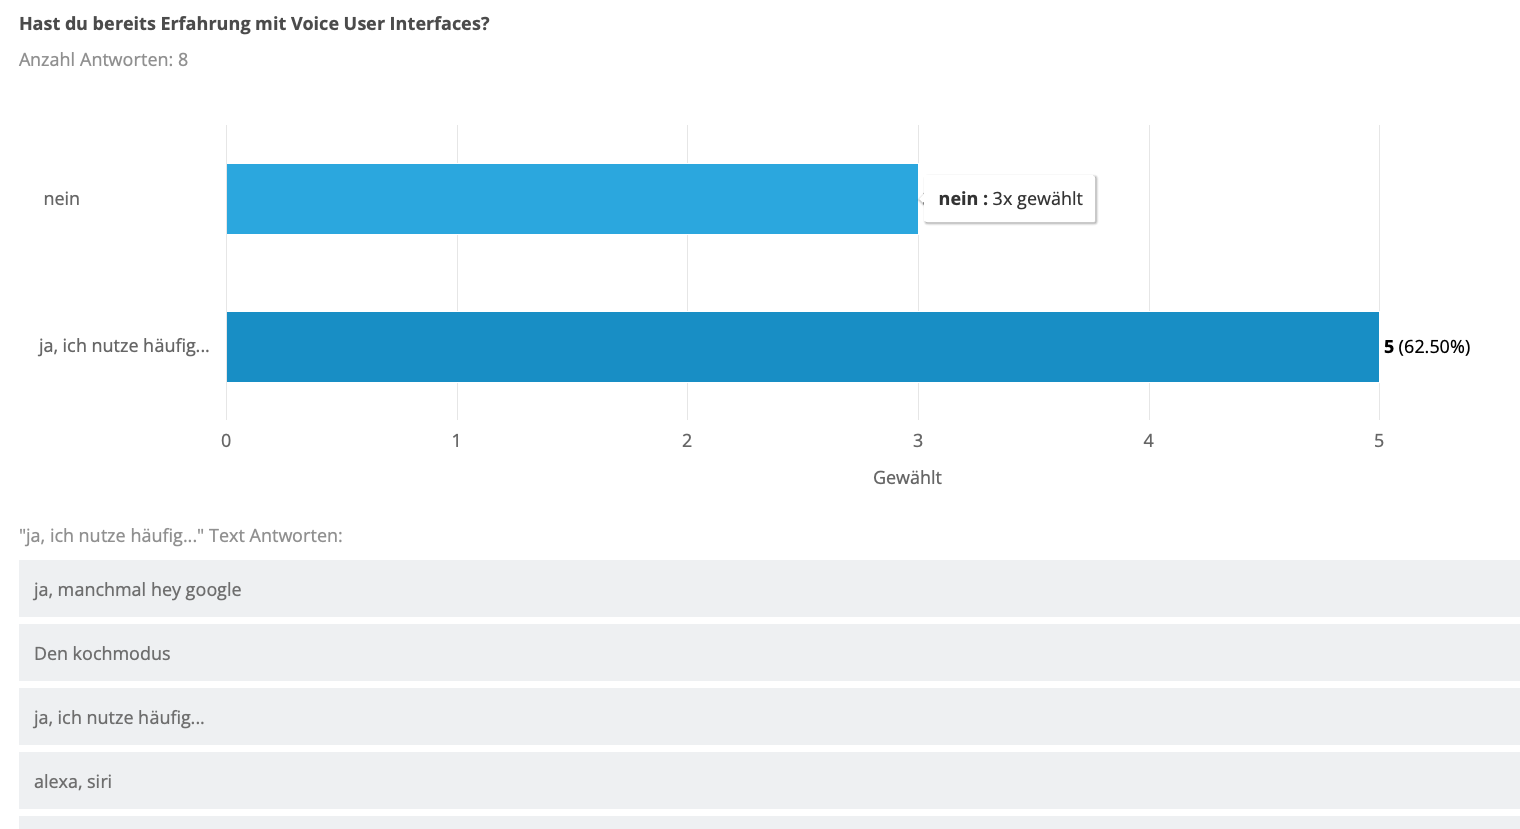 Hast du bereits Erfahrung mit Voice User Interfaces?
Anzahl Antworten: 8
nein
nein : 3x gewählt
ja, ich nutze häufig...
5 (62.50%)
0 1 2 3 4 5
Gewählt
"ja, ich nutze häufig..." Text Antworten:
ja, manchmal hey google
Den kochmodus
ja, ich nutze häufig...
alexa, siri